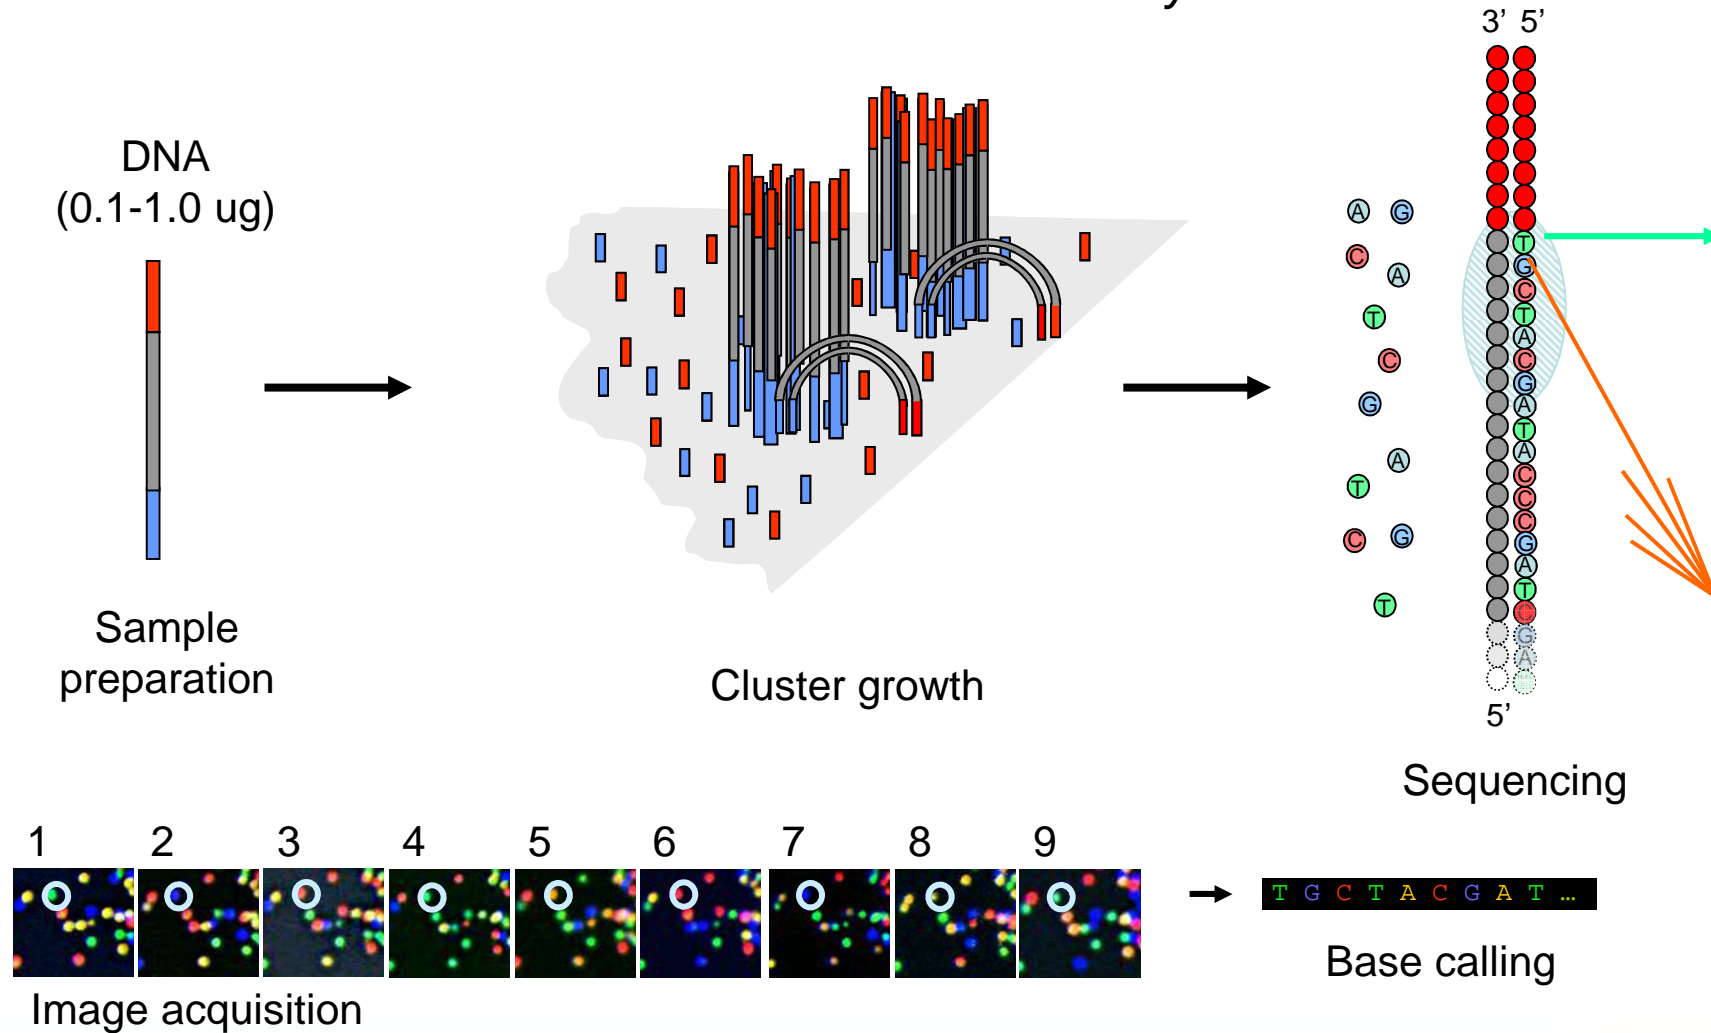 3’ 5’
DNA
(0.1-1.0 ug)
A G
C
A
T
C
G
A
T
C G
T
T
G
C
T
A
C
G
A
T
A
C
C
C
G
A
T
C
G
A
5’
Sample
preparation
Cluster growth
Sequencing
1 2 3 4 5 6 7 8 9
T G C T A C G A T ...
Base calling
Image acquisition